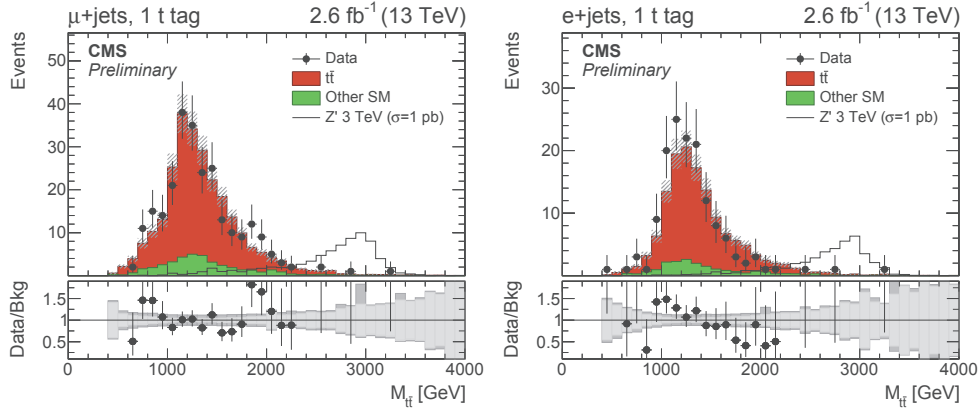 μ+jets, 1 t tag 2.6 fb⁻¹ (13 TeV)
Events
50
40
30
20
10
CMS
Preliminary
Data
tt̄
Other SM
Z' 3 TeV (σ=1 pb)
Data/Bkg
1.5
1
0.5
0 1000 2000 3000 4000
M_tt̄ [GeV]
e+jets, 1 t tag 2.6 fb⁻¹ (13 TeV)
Events
30
20
10
CMS
Preliminary
Data
tt̄
Other SM
Z' 3 TeV (σ=1 pb)
Data/Bkg
1.5
1
0.5
0 1000 2000 3000 4000
M_tt̄ [GeV]